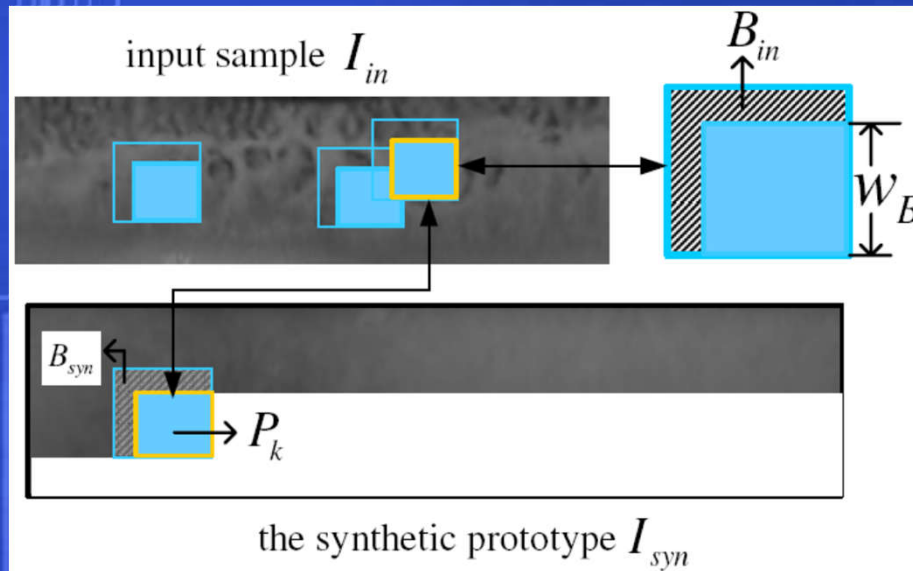 input sample I_in
B_in
w_B
B_syn
P_k
the synthetic prototype I_syn